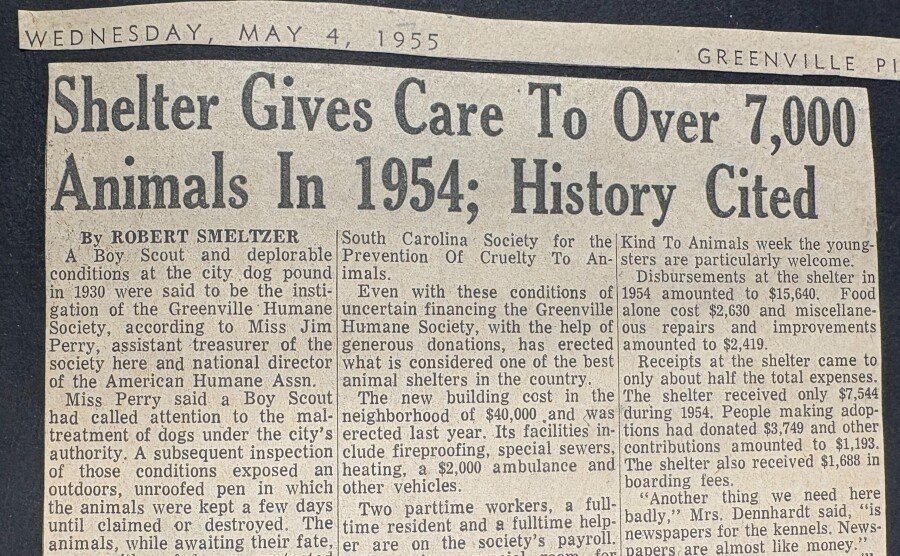 WEDNESDAY, MAY 4, 1955
GREENVILLE PI
Shelter Gives Care To Over 7,000
Animals In 1954; History Cited
By ROBERT SMELTZER
A Boy Scout and deplorable
conditions at the city dog pound
in 1930 were said to be the insti-
gation of the Greenville Humane
Society, according to Miss Jim
Perry, assistant treasurer of the
society here and national director
of the American Humane Assn.
Miss Perry said a Boy Scout
had called attention to the mal-
treatment of dogs under the city's
authority. A subsequent inspection
of those conditions exposed an
outdoors, unroofed pen in which
the animals were kept a few days
until claimed or destroyed. The
animals, while awaiting their fate,
South Carolina Society for the
Prevention Of Cruelty To An-
imals.
Even with these conditions of
uncertain financing the Greenville
Humane Society, with the help of
generous donations, has erected
what is considered one of the best
animal shelters in the country.
The new building cost in the
neighborhood of $40,000 and was
erected last year. Its facilities in-
clude fireproofing, special sewers,
heating, a $2,000 ambulance and
other vehicles.
Two parttime workers, a full-
time resident and a fulltime help-
er are on the society's payroll.
Kind To Animals week the young-
sters are particularly welcome.
Disbursements at the shelter in
1954 amounted to $15,640. Food
alone cost $2,630 and miscellane-
ous repairs and improvements
amounted to $2,419.
Receipts at the shelter came to
only about half the total expenses.
The shelter received only $7,544
during 1954. People making adop-
tions had donated $3,749 and other
contributions amounted to $1,193.
The shelter also received $1,688 in
boarding fees.
"Another thing we need here
badly," Mrs. Dennhardt said, "is
newspapers for the kennels. News-
papers are almost like money."